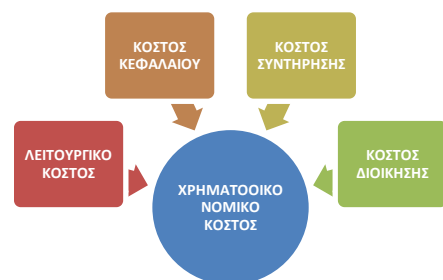 ΚΟΣΤΟΣ
ΚΕΦΑΛΑΙΟΥ
ΚΟΣΤΟΣ
ΣΥΝΤΗΡΗΣΗΣ
ΛΕΙΤΟΥΡΓΙΚΟ
ΚΟΣΤΟΣ
ΧΡΗΜΑΤΟΟΙΚΟ
ΝΟΜΙΚΟ
ΚΟΣΤΟΣ
ΚΟΣΤΟΣ
ΔΙΟΙΚΗΣΗΣ